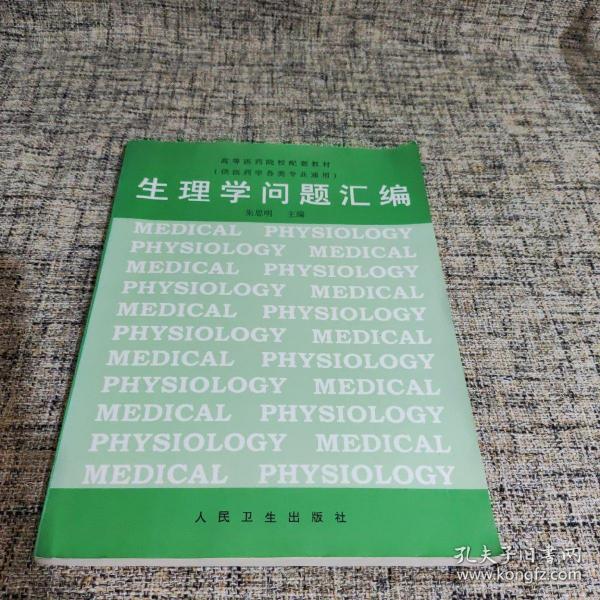 高等医药院校配套教材
(供医药学各类专业通用)
生理学问题汇编
朱思明 主编
MEDICAL PHYSIOLOGY
PHYSIOLOGY MEDICAL
MEDICAL PHYSIOLOGY
PHYSIOLOGY MEDICAL
MEDICAL PHYSIOLOGY
PHYSIOLOGY MEDICAL
MEDICAL PHYSIOLOGY
PHYSIOLOGY MEDICAL
MEDICAL PHYSIOLOGY
PHYSIOLOGY MEDICAL
MEDICAL PHYSIOLOGY
人民卫生出版社
孔夫子旧书网
www.kongfz.com